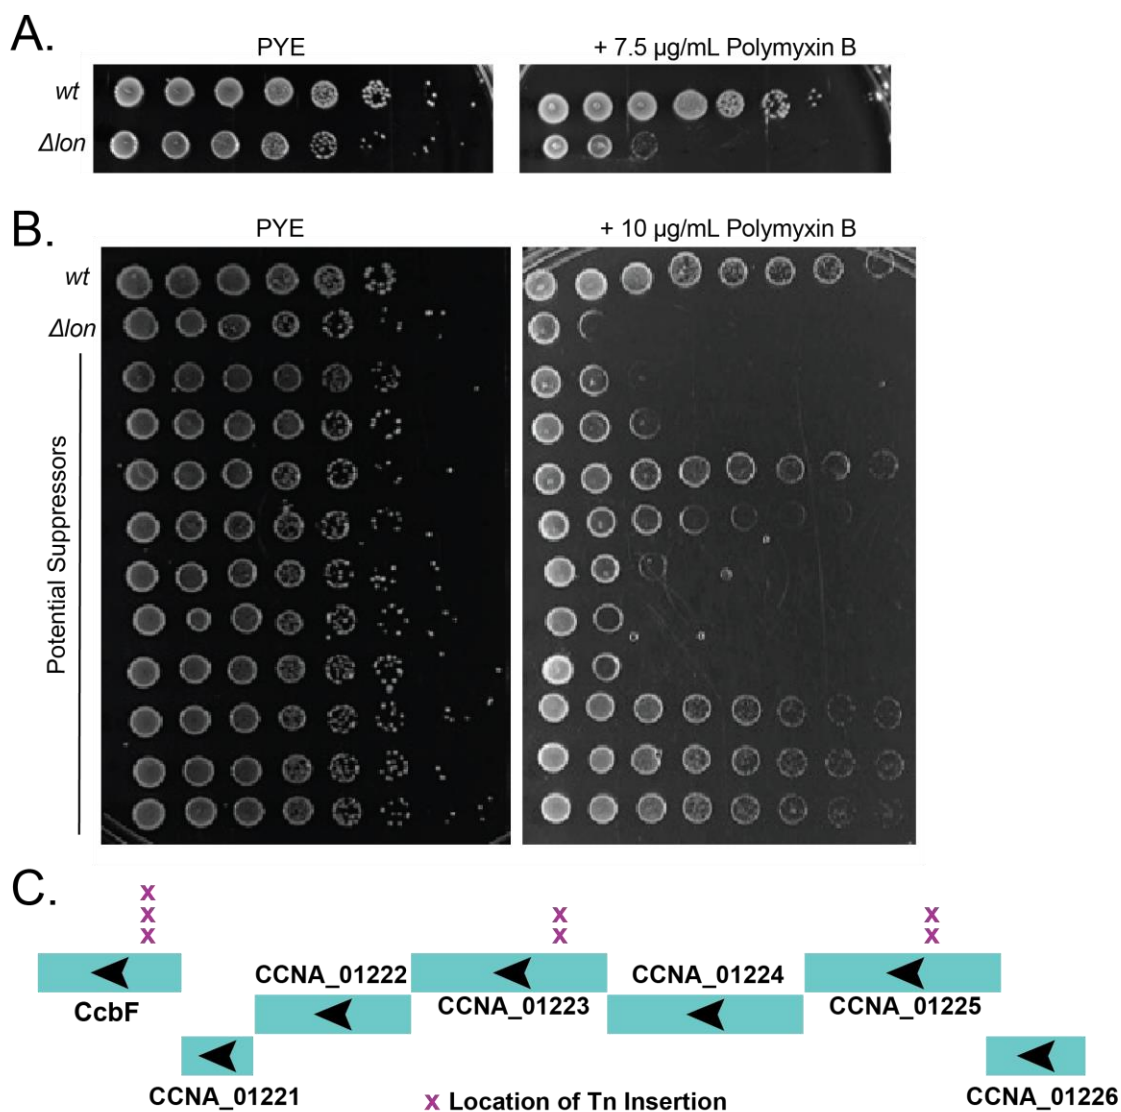 A.
PYE
+ 7.5 µg/mL Polymyxin B
wt
Δlon
B.
PYE
+ 10 µg/mL Polymyxin B
wt
Δlon
Potential Suppressors
C.
x
x
x
x x
x x
CCNA_01222
CCNA_01224
CcbF
CCNA_01223
CCNA_01225
CCNA_01221
CCNA_01226
x Location of Tn Insertion